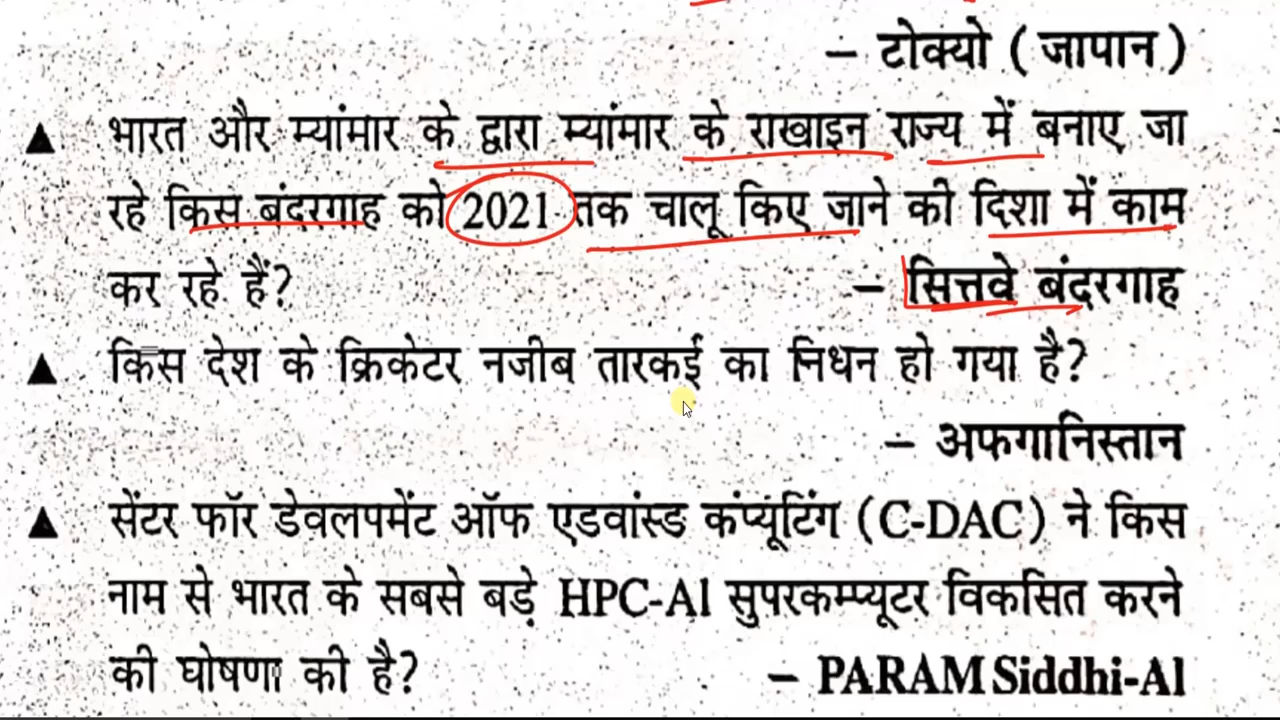 – टोक्यो ( जापान )
▲ भारत और म्यांमार के द्वारा म्यांमार के राखाइन राज्य में बनाए जा
रहे किस बंदरगाह को 2021 तक चालू किए जाने की दिशा में काम
कर रहे हैं? – सित्तवे बंदरगाह
▲ किस देश के क्रिकेटर नजीब तारकई का निधन हो गया है?
– अफगानिस्तान
▲ सेंटर फॉर डेवलपमेंट ऑफ एडवांस्ड कंप्यूटिंग (C-DAC) ने किस
नाम से भारत के सबसे बड़े HPC-AI सुपरकम्प्यूटर विकसित करने
की घोषणा की है? – PARAM Siddhi-AI